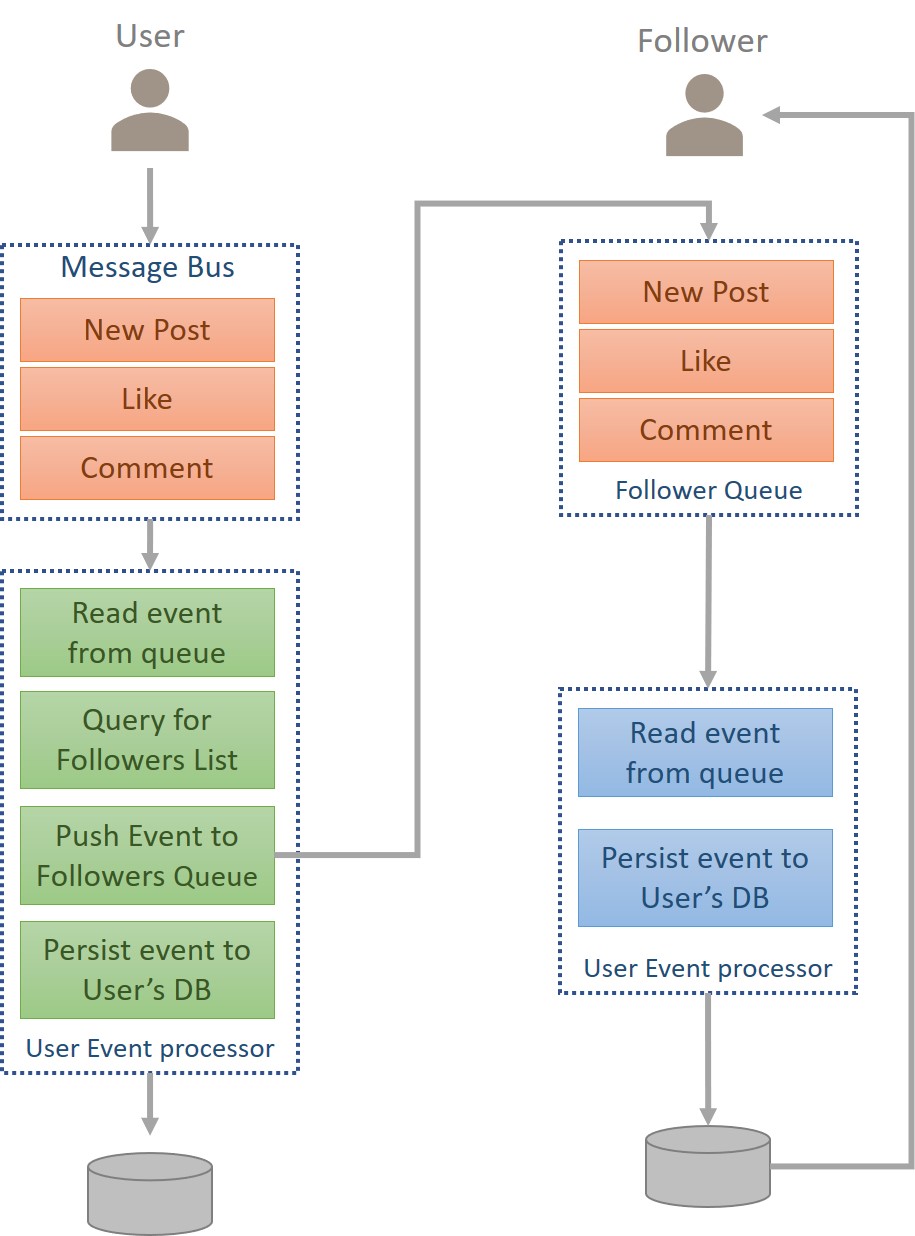 User
Message Bus
New Post
Like
Comment
Read event
from queue
Query for
Followers List
Push Event to
Followers Queue
Persist event to
User's DB
User Event processor
Follower
New Post
Like
Comment
Follower Queue
Read event
from queue
Persist event to
User's DB
User Event processor